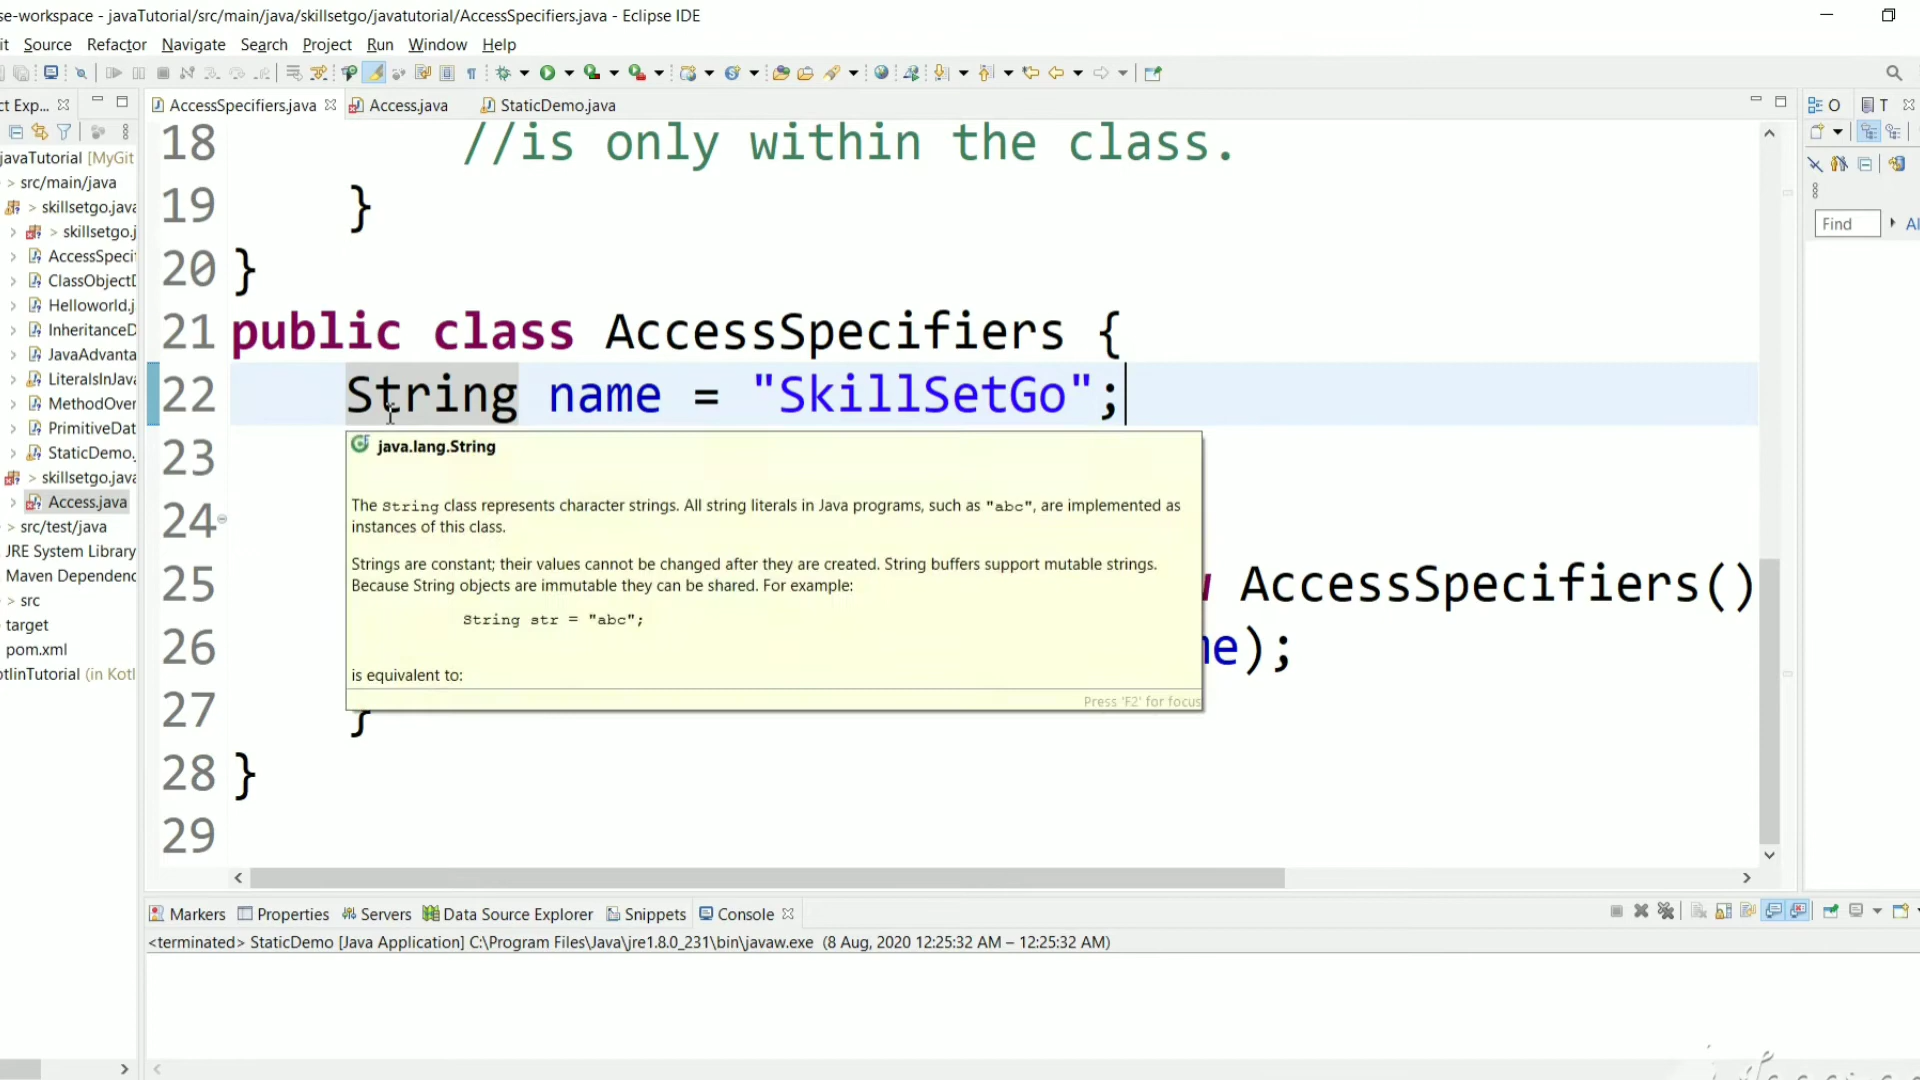 se-workspace - javaTutorial/src/main/java/skillsetgo/javatutorial/AccessSpecifiers.java - Eclipse IDE
it Source Refactor Navigate Search Project Run Window Help
ct Exp...
AccessSpecifiers.java Access.java StaticDemo.java
O T
javaTutorial [MyGit
> src/main/java
> skillsetgo.java
> skillsetgo.j
AccessSpeci
ClassObjectD
Helloworld.j
InheritanceD
JavaAdvanta
LiteralsInJava
MethodOver
PrimitiveDat
StaticDemo.
> skillsetgo.java
Access.java
> src/test/java
JRE System Library
Maven Dependenc
> src
target
pom.xml
otlinTutorial (in Kotl
18 //is only within the class.
19 }
20 }
21 public class AccessSpecifiers {
22 String name = "SkillSetGo";
23
24
25 AccessSpecifiers()
26 me);
27 }
28 }
29
java.lang.String
The String class represents character strings. All string literals in Java programs, such as "abc", are implemented as
instances of this class.
Strings are constant; their values cannot be changed after they are created. String buffers support mutable strings.
Because String objects are immutable they can be shared. For example:
String str = "abc";
is equivalent to:
Press 'F2' for focus
Find Al
Markers Properties Servers Data Source Explorer Snippets Console
<terminated> StaticDemo [Java Application] C:\Program Files\Java\jre1.8.0_231\bin\javaw.exe (8 Aug, 2020 12:25:32 AM – 12:25:32 AM)